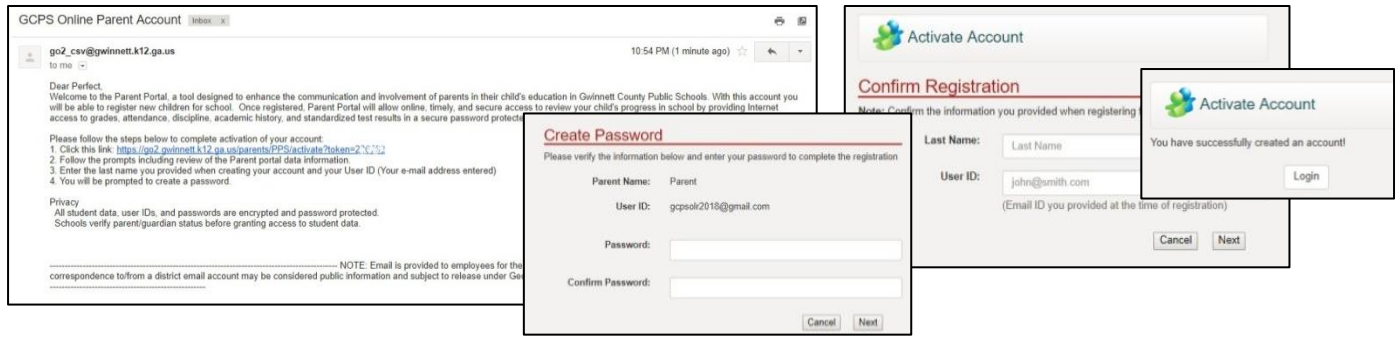 GCPS Online Parent Account Inbox x
go2_csv@gwinnett.k12.ga.us 10:54 PM (1 minute ago)
to me
Dear Perfect,
Welcome to the Parent Portal, a tool designed to enhance the communication and involvement of parents in their child's education in Gwinnett County Public Schools. With this account you
will be able to register new children for school. Once registered, Parent Portal will allow online, timely, and secure access to review your child's progress in school by providing Internet
access to grades, attendance, discipline, academic history, and standardized test results in a secure password
Please follow the steps below to complete activation of your account:
1. Click this link: https://go2.gwinnett.k12.ga.us/parents/PPS/activate?token=
2. Follow the prompts including review of the Parent portal data information.
3. Enter the last name you provided when creating your account and your User ID (Your e-mail address entered)
4. You will be prompted to create a password.
Privacy
All student data, user IDs, and passwords are encrypted and password protected.
Schools verify parent/guardian status before granting access to student data.
NOTE: Email is provided to employees for the
correspondence to/from a district email account may be considered public information and subject to release under
Create Password
Please verify the information below and enter your password to complete the registration
Parent Name: Parent
User ID: gcpsolr2018@gmail.com
Password:
Confirm Password:
Cancel Next
Activate Account
Confirm Registration
Note: Confirm the information you provided when registering
Last Name: Last Name
User ID: john@smith.com
(Email ID you provided at the time of registration)
Cancel Next
Activate Account
You have successfully created an account!
Login